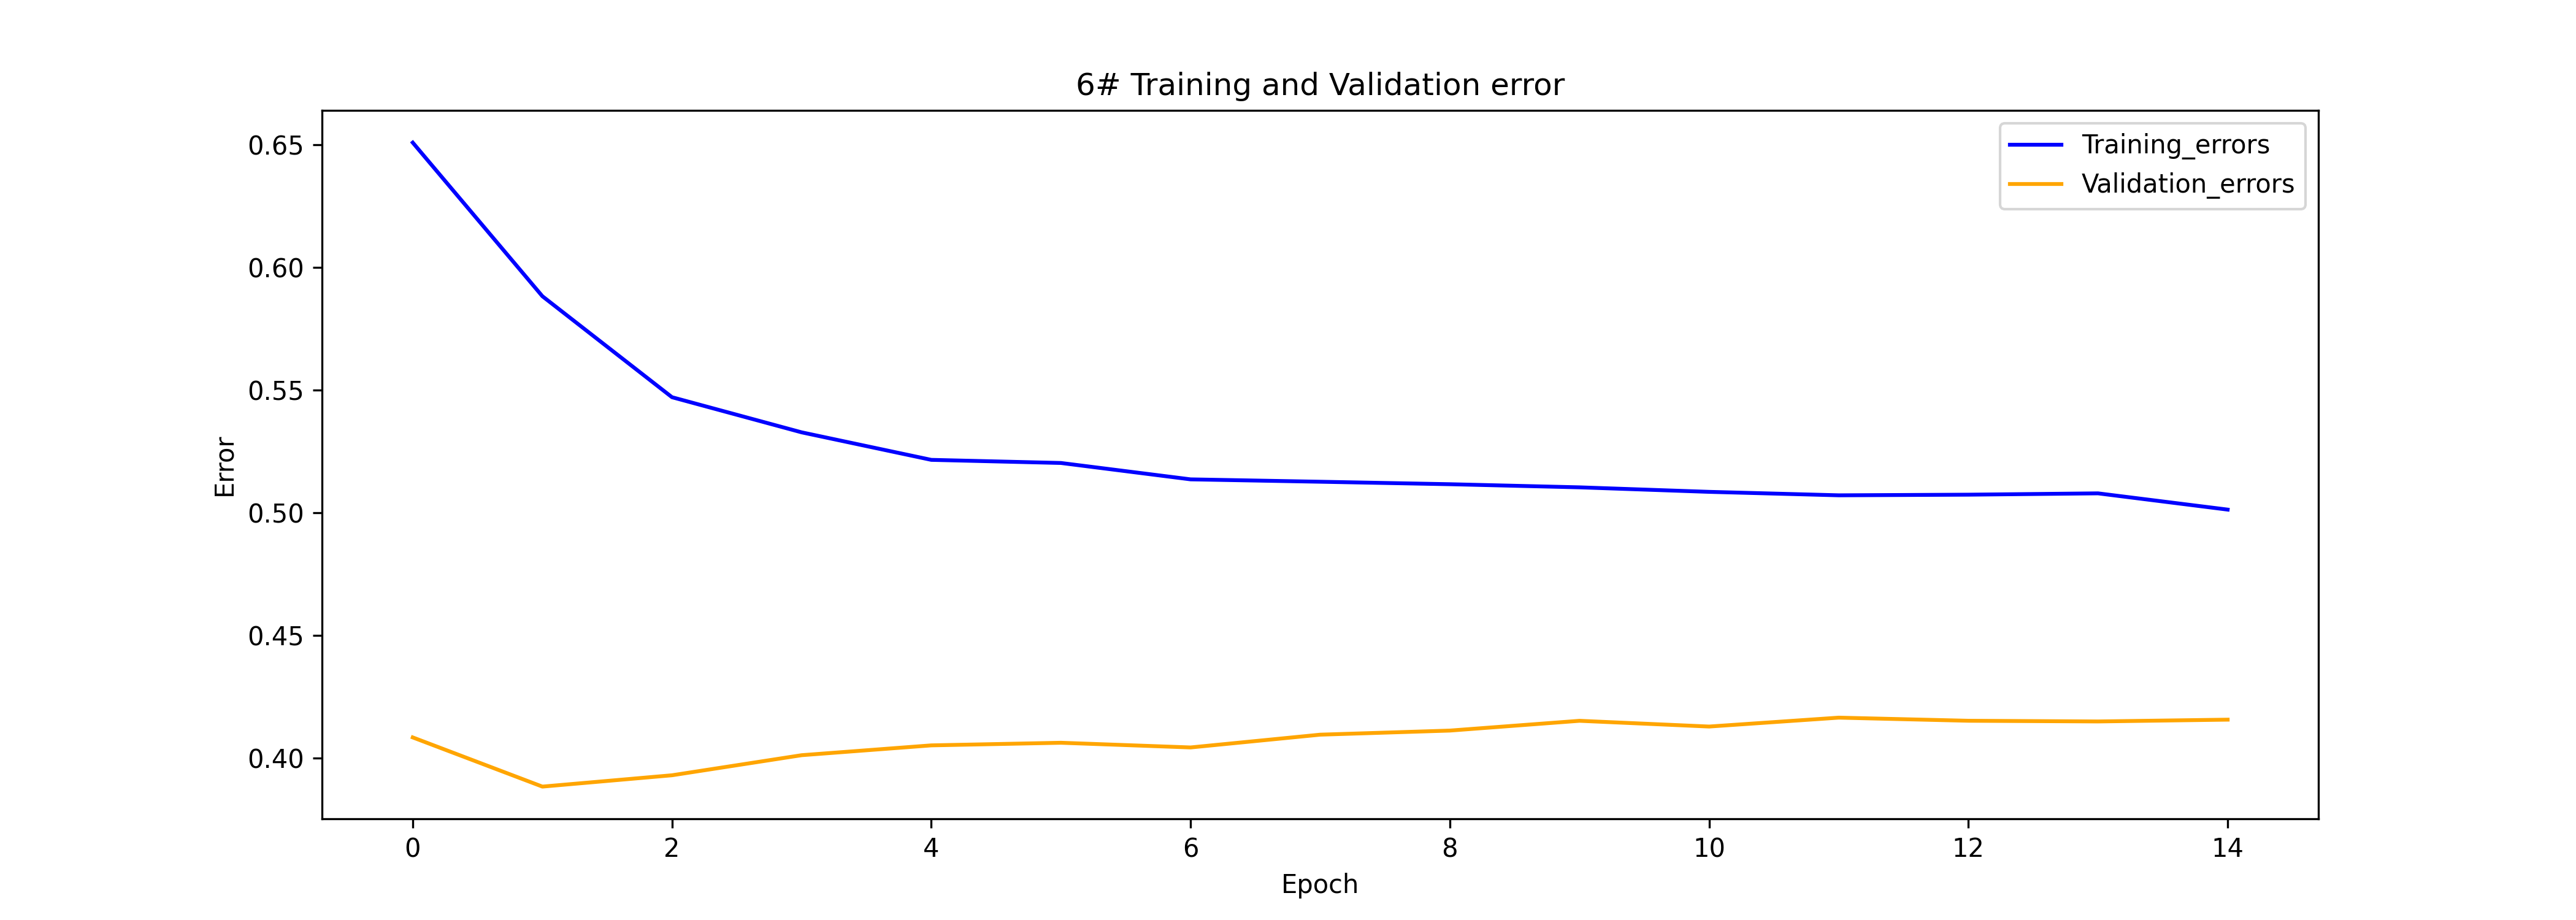 6# Training and Validation error
Training_errors
Validation_errors
0.65
0.60
0.55
0.50
0.45
0.40
Error
0 2 4 6 8 10 12 14
Epoch